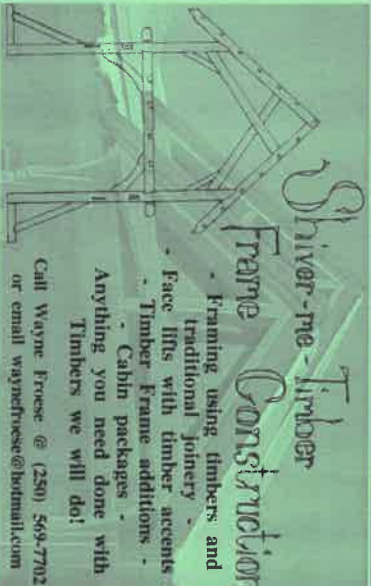 Shiver-me-Timber
Frame Construction
- Framing using timbers and
traditional joinery -
- Face lifts with timber accents
- Timber Frame additions -
- Cabin packages -
Anything you need done with
Timbers we will do!
Call Wayne Froese @ (250) 569-7702
or email waynefroese@hotmail.com